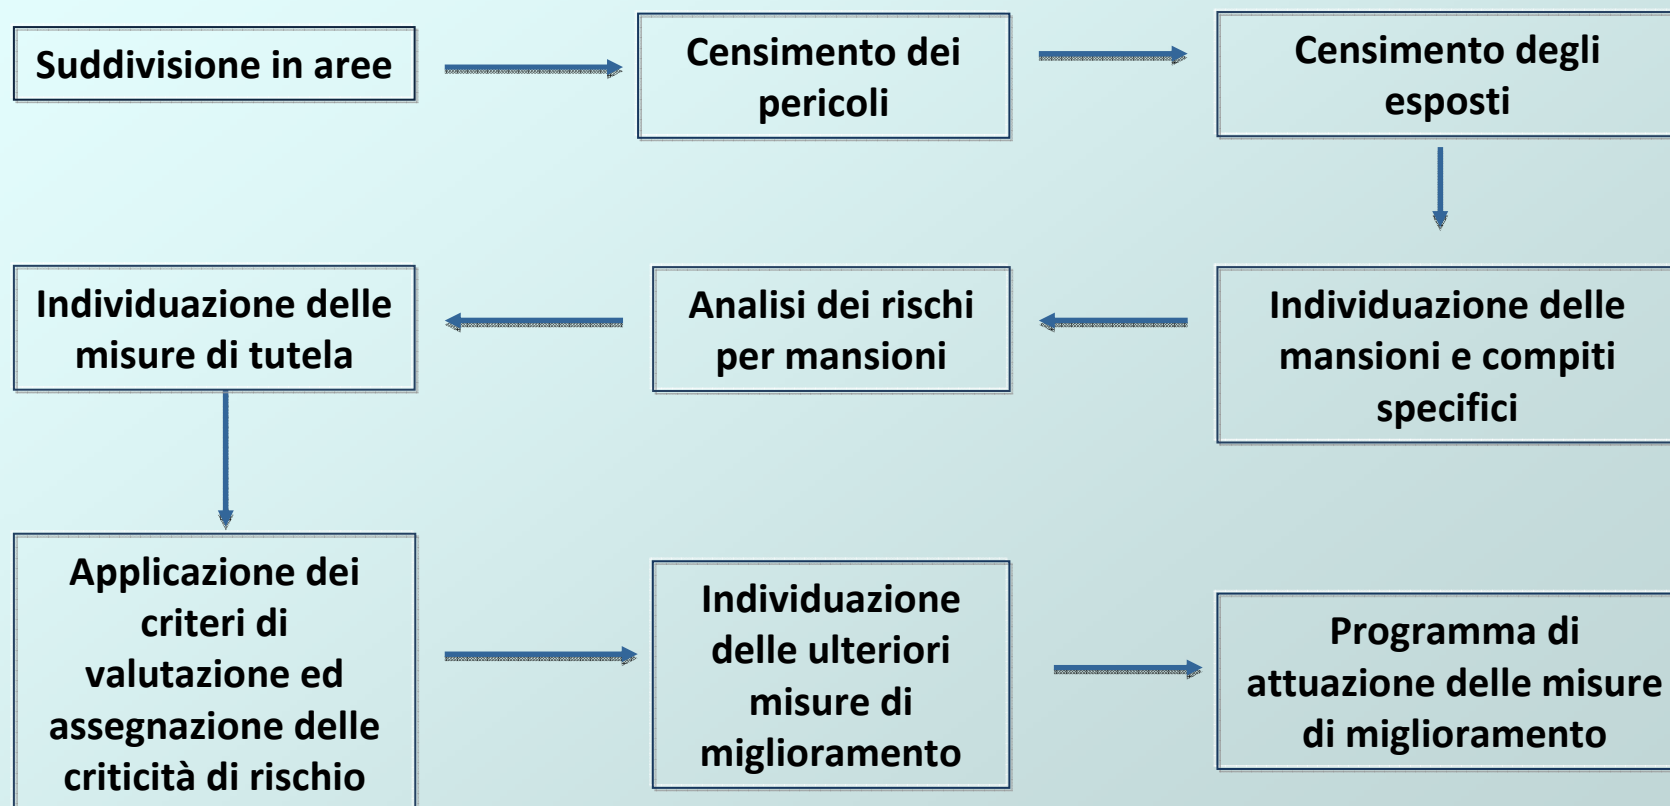 Suddivisione in aree
Censimento dei
pericoli
Censimento degli
esposti
Individuazione delle
mansioni e compiti
specifici
Analisi dei rischi
per mansioni
Individuazione delle
misure di tutela
Applicazione dei
criteri di
valutazione ed
assegnazione delle
criticità di rischio
Individuazione
delle ulteriori
misure di
miglioramento
Programma di
attuazione delle misure
di miglioramento